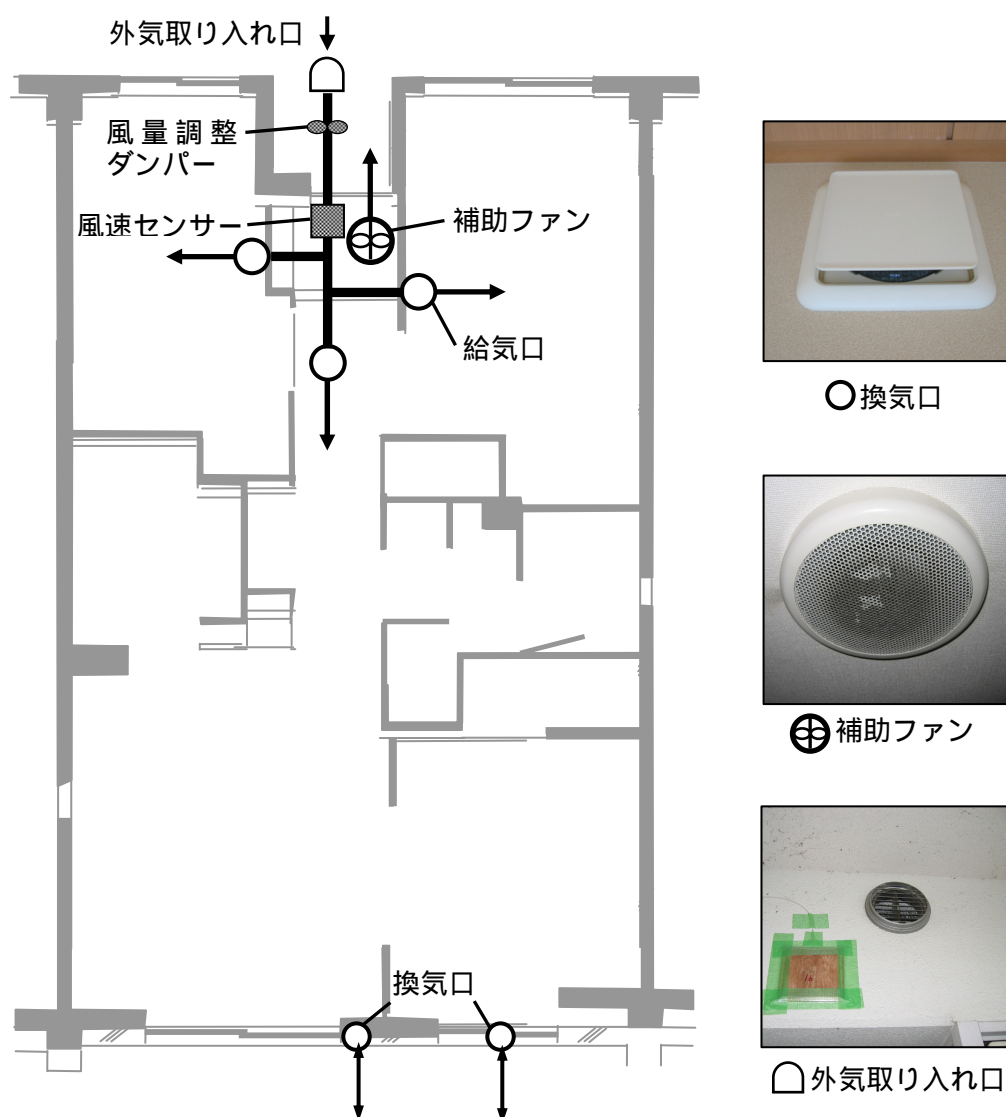 外気取り入れ口
風量調整
ダンパー
風速センサー
補助ファン
給気口
換気口
換気口
補助ファン
外気取り入れ口